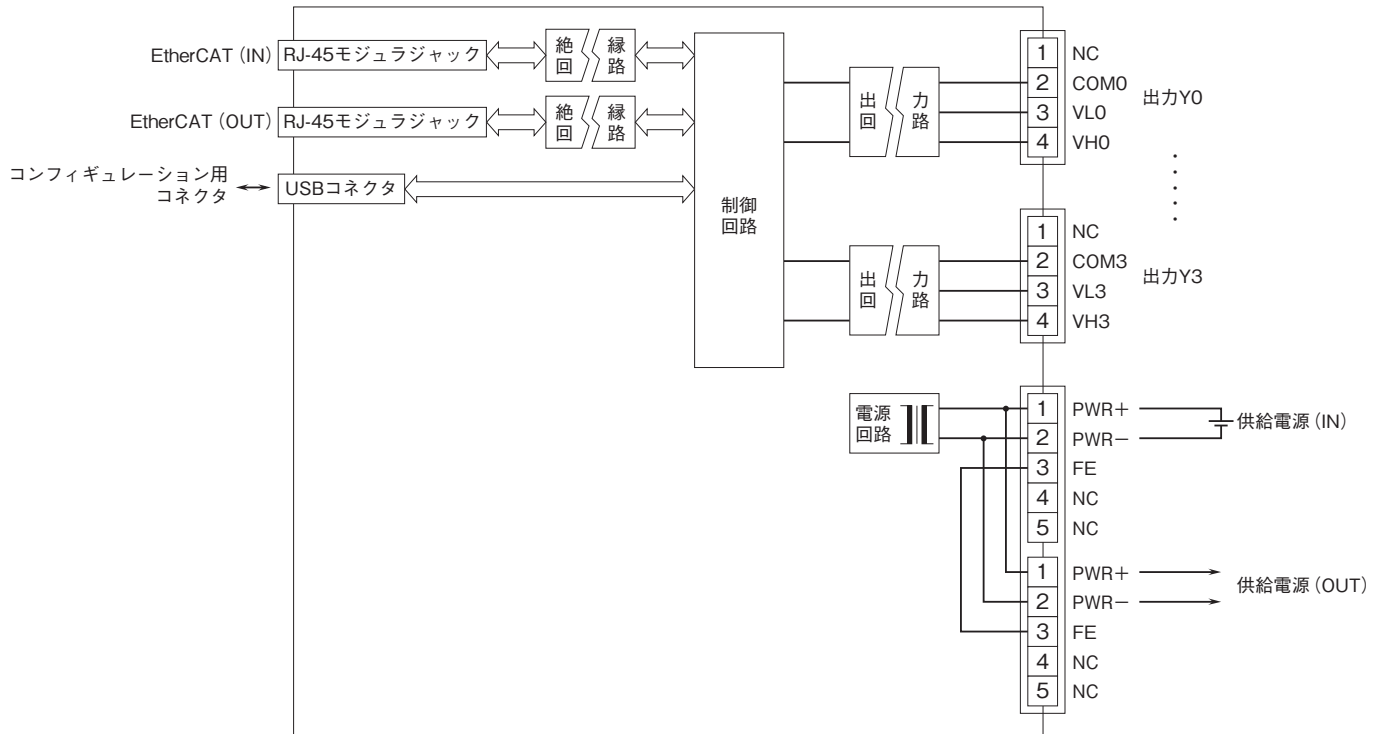 EtherCAT（IN）
RJ-45モジュラジャック
絶 縁
回 路
EtherCAT（OUT）
RJ-45モジュラジャック
絶 縁
回 路
コンフィギュレーション用
コネクタ
USBコネクタ
制御
回路
出 力
回 路
1 NC
2 COM0
3 VL0
4 VH0
出力Y0
出 力
回 路
1 NC
2 COM3
3 VL3
4 VH3
出力Y3
電源
回路
1 PWR＋
2 PWR－
3 FE
4 NC
5 NC
供給電源（IN）
1 PWR＋
2 PWR－
3 FE
4 NC
5 NC
供給電源（OUT）